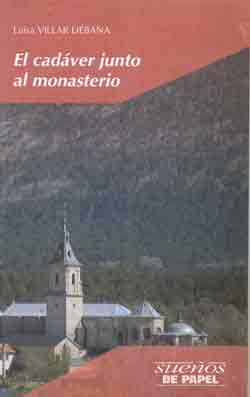 Luisa VILLAR LIÉBANA
El cadáver junto
al monasterio
sueños
DE PAPEL